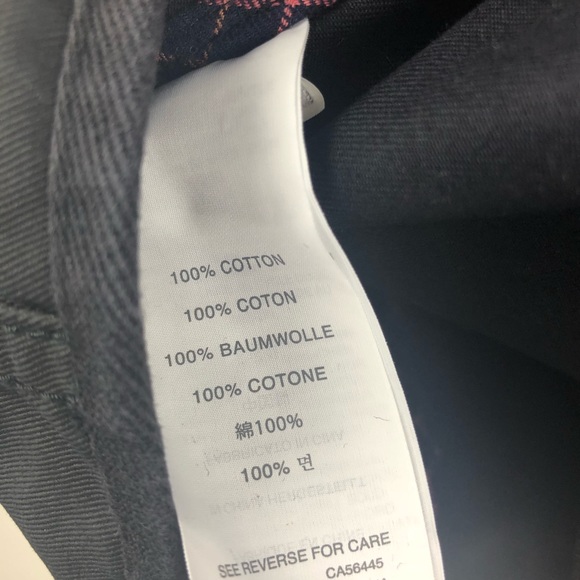 100% COTTON
100% COTON
100% BAUMWOLLE
100% COTONE
綿100%
100% 면
SEE REVERSE FOR CARE
CA56445